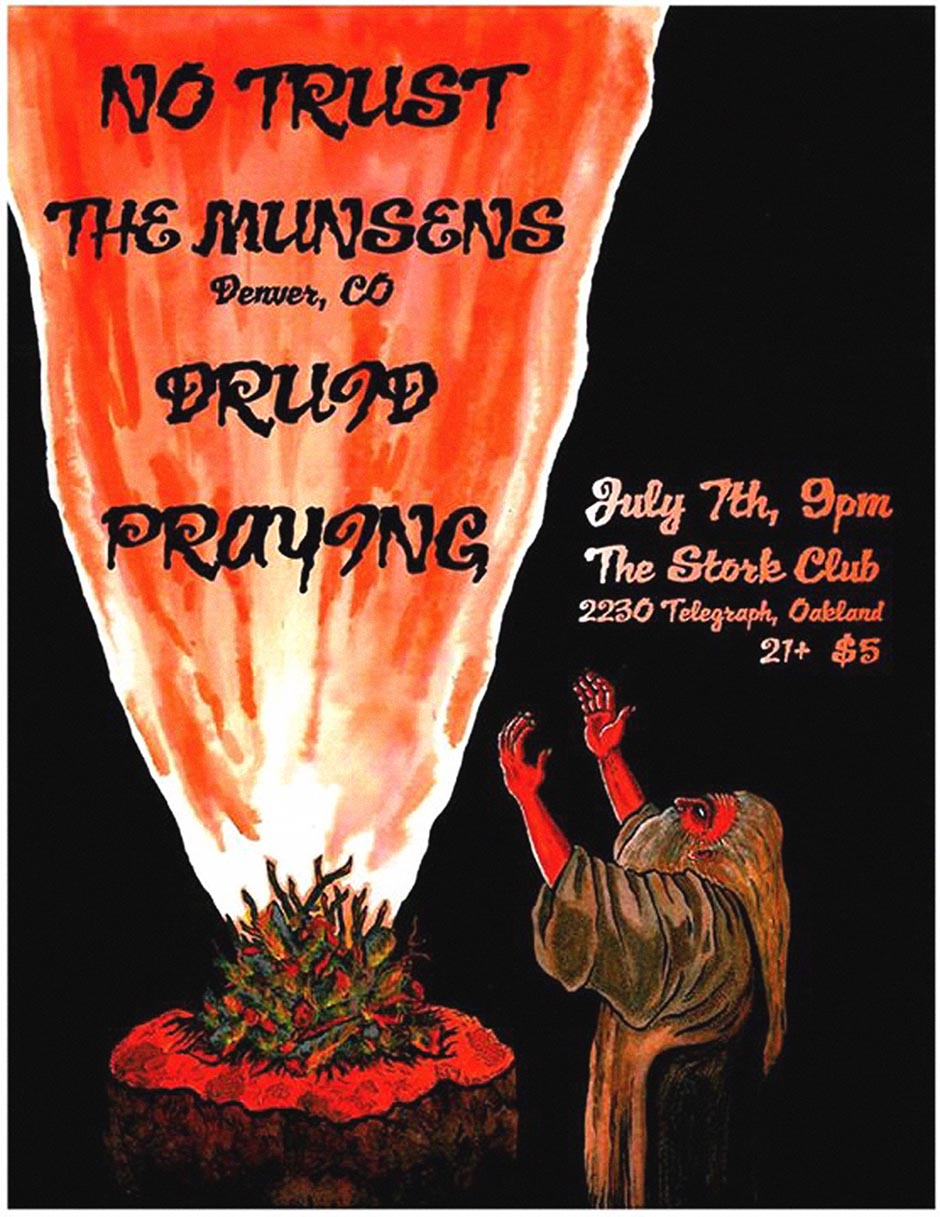 NO TRUST
THE MUNSENS
Denver, CO
DRUID
PRAYING
July 7th, 9pm
The Stork Club
2230 Telegraph, Oakland
21+ $5